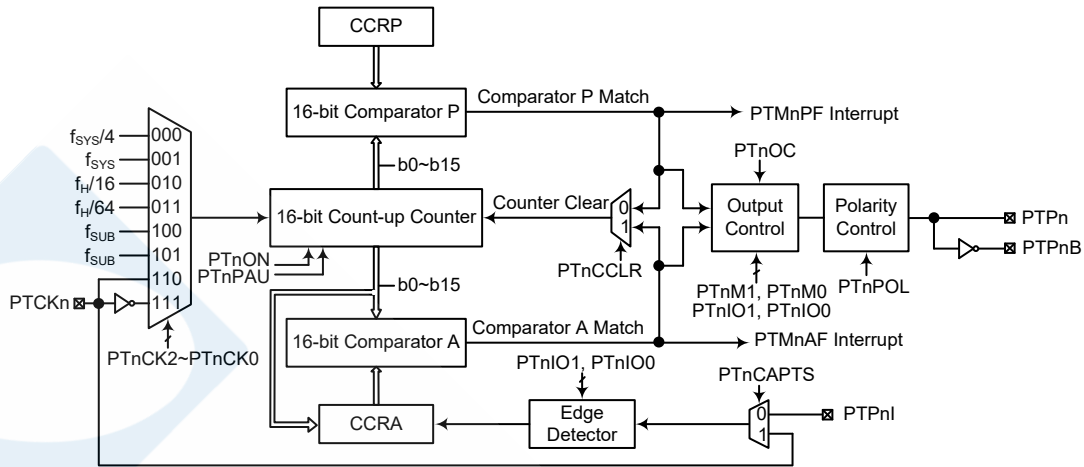 CCRP
16-bit Comparator P
Comparator P Match
PTMnPF Interrupt
b0~b15
fSYS/4
000
fSYS
001
fH/16
010
fH/64
011
fSUB
100
fSUB
101
110
111
PTCKn
PTnCK2~PTnCK0
16-bit Count-up Counter
Counter Clear
0
1
PTnCCLR
PTnON
PTnPAU
PTnOC
Output
Control
PTnM1, PTnM0
PTnIO1, PTnIO0
Polarity
Control
PTnPOL
PTPn
PTPnB
b0~b15
16-bit Comparator A
Comparator A Match
PTMnAF Interrupt
PTnIO1, PTnIO0
Edge
Detector
CCRA
PTnCAPTS
0
1
PTPnI